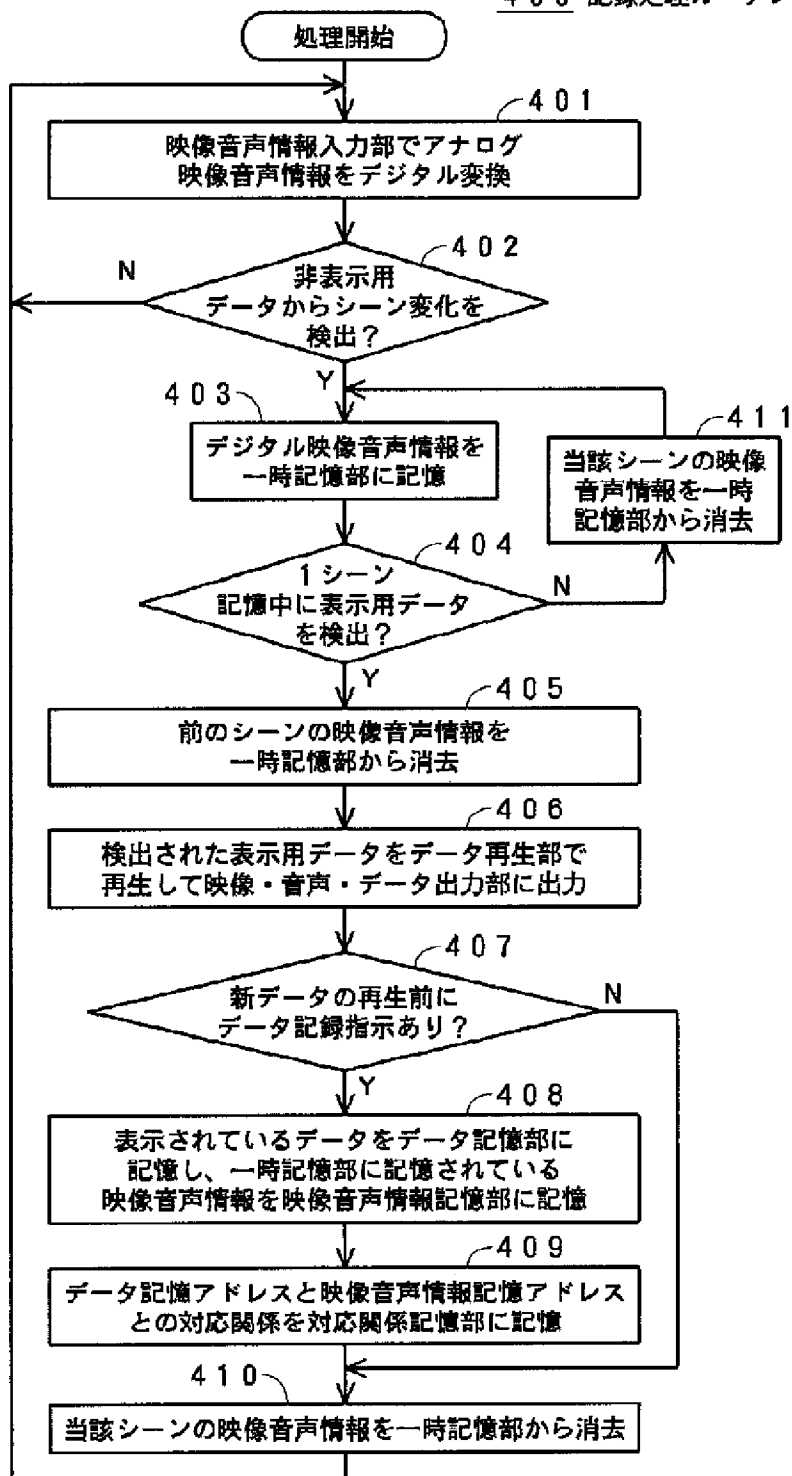 処理開始
401
映像音声情報入力部でアナログ
映像音声情報をデジタル変換
402
N
非表示用
データからシーン変化を
検出?
Y
403
411
デジタル映像音声情報を
一時記憶部に記憶
当該シーンの映像
音声情報を一時
記憶部から消去
404
1シーン
記憶中に表示用データ
を検出?
N
Y
405
前のシーンの映像音声情報を
一時記憶部から消去
406
検出された表示用データをデータ再生部で
再生して映像・音声・データ出力部に出力
407
新データの再生前に
データ記録指示あり?
N
Y
408
表示されているデータをデータ記憶部に
記憶し、一時記憶部に記憶されている
映像音声情報を映像音声情報記憶部に記憶
409
データ記憶アドレスと映像音声情報記憶アドレス
との対応関係を対応関係記憶部に記憶
410
当該シーンの映像音声情報を一時記憶部から消去